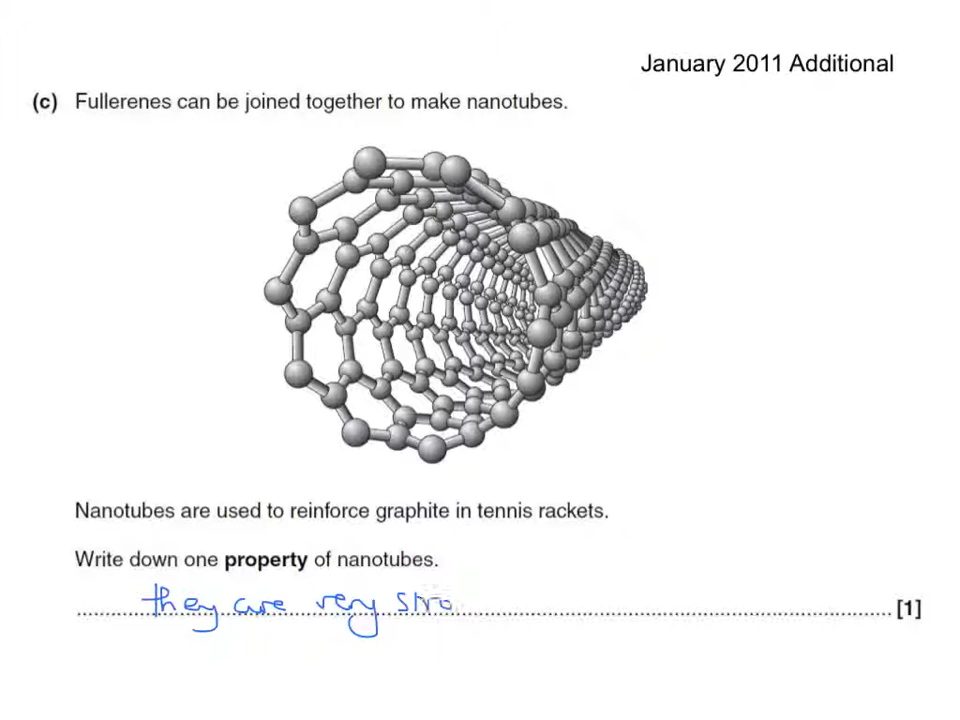 January 2011 Additional
(c) Fullerenes can be joined together to make nanotubes.
Nanotubes are used to reinforce graphite in tennis rackets.
Write down one property of nanotubes.
they are very stro
[1]